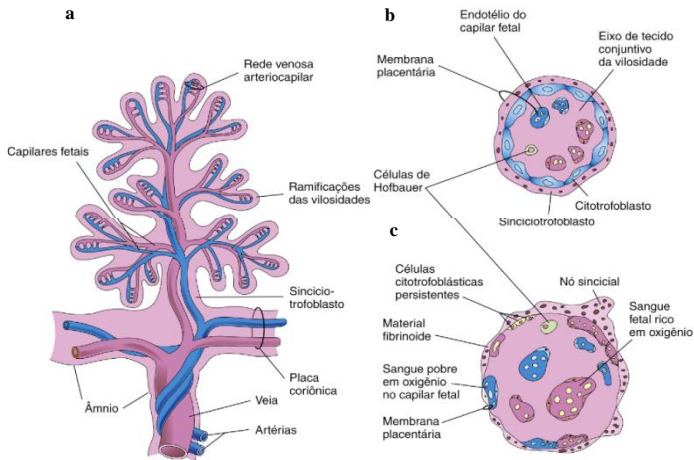 a
Rede venosa
arteriocapilar
Capilares fetais
Ramificações
das vilosidades
Sincicio-
trofoblasto
Placa
coriônica
Âmnio
Veia
Artérias
b
Endotélio do
capilar fetal
Eixo de tecido
conjuntivo
da vilosidade
Membrana
placentária
Células de
Hofbauer
Citotrofoblasto
Sinciciotrofoblasto
c
Células
citotrofoblásticas
persistentes
Nó sincicial
Sangue
fetal rico
em oxigênio
Material
fibrinoide
Sangue pobre
em oxigênio
no capilar fetal
Membrana
placentária